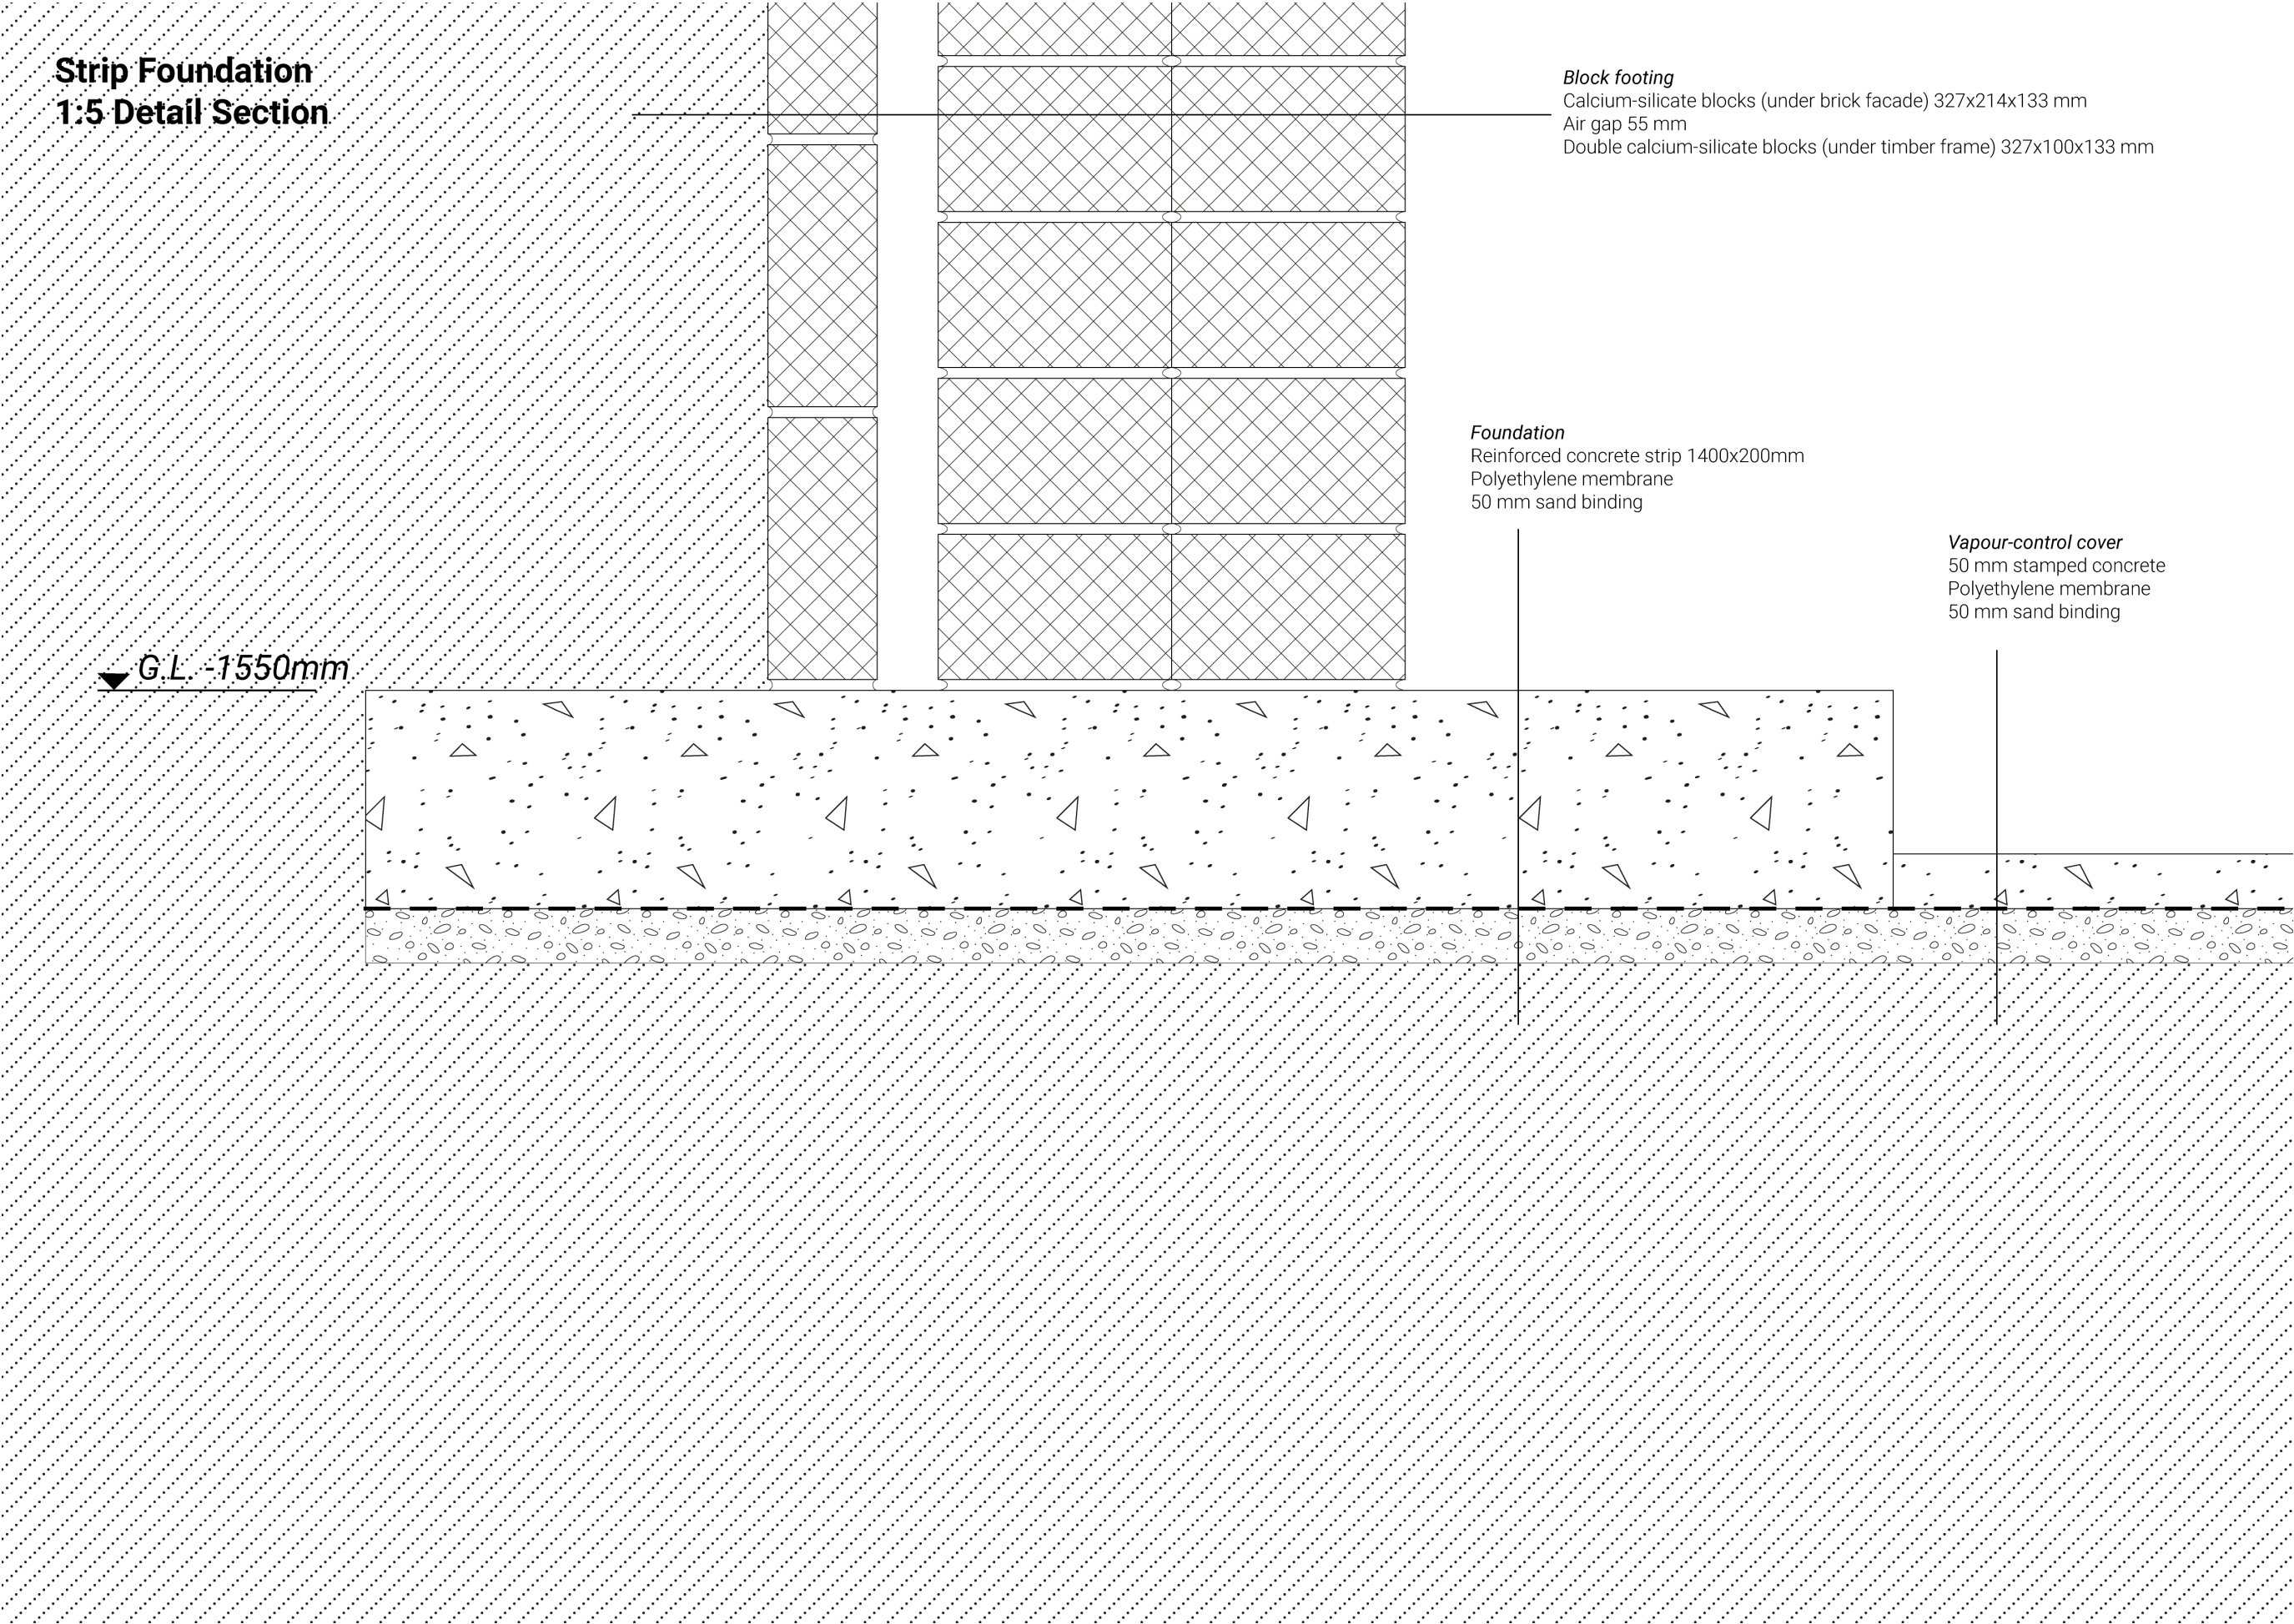 Strip Foundation
1:5 Detail Section
Block footing
Calcium-silicate blocks (under brick facade) 327x214x133 mm
Air gap 55 mm
Double calcium-silicate blocks (under timber frame) 327x100x133 mm
Foundation
Reinforced concrete strip 1400x200mm
Polyethylene membrane
50 mm sand binding
Vapour-control cover
50 mm stamped concrete
Polyethylene membrane
50 mm sand binding
G.L. -1550mm